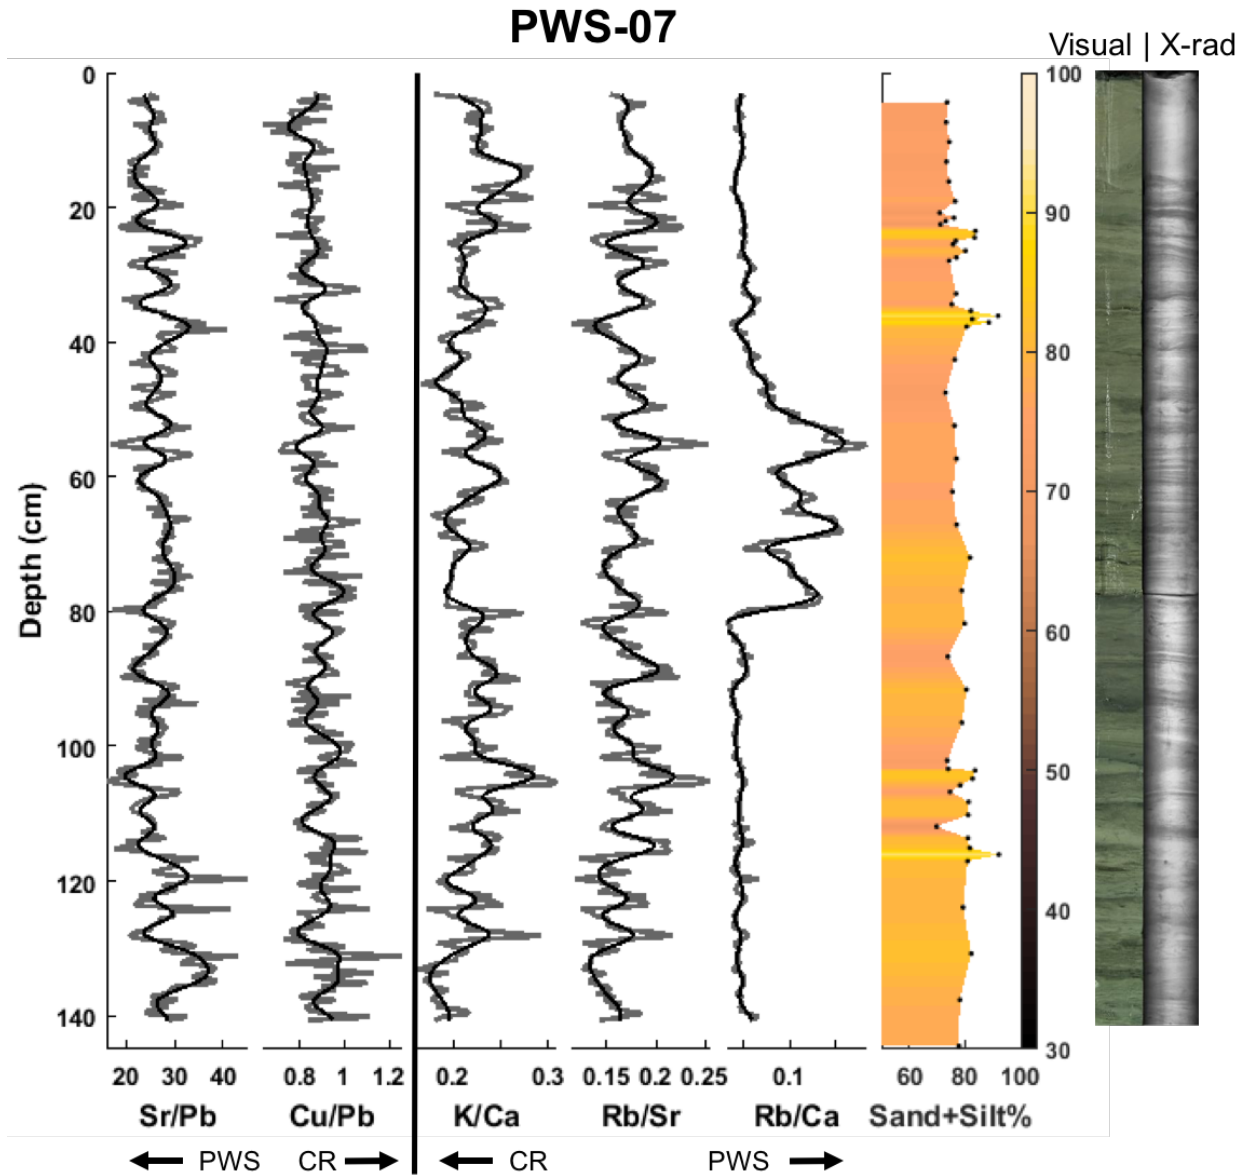 PWS-07
Visual | X-rad
0
20
40
60
80
100
120
140
Depth (cm)
100
90
80
70
60
50
40
30
20 30 40
0.8 1 1.2
0.2 0.3
0.15 0.2 0.25
0.1
60 80 100
Sr/Pb Cu/Pb K/Ca Rb/Sr Rb/Ca Sand+Silt%
PWS CR CR PWS